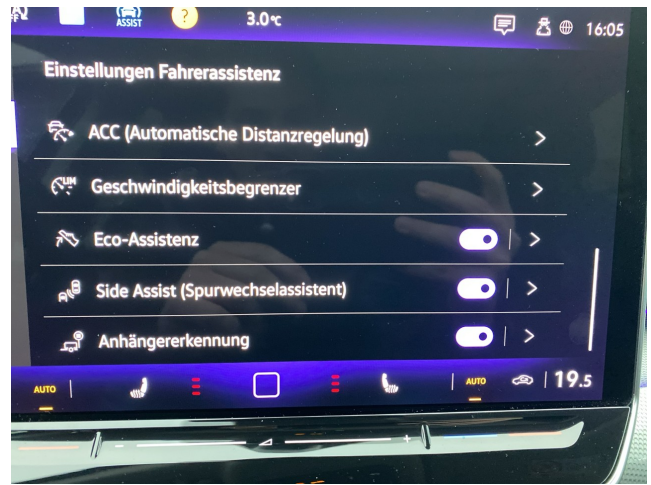 ASSIST ? 3.0°C 16:05
Einstellungen Fahrerassistenz
ACC (Automatische Distanzregelung)
LIM Geschwindigkeitsbegrenzer
Eco-Assistenz
Side Assist (Spurwechselassistent)
Anhängererkennung
AUTO AUTO 19.5
- +